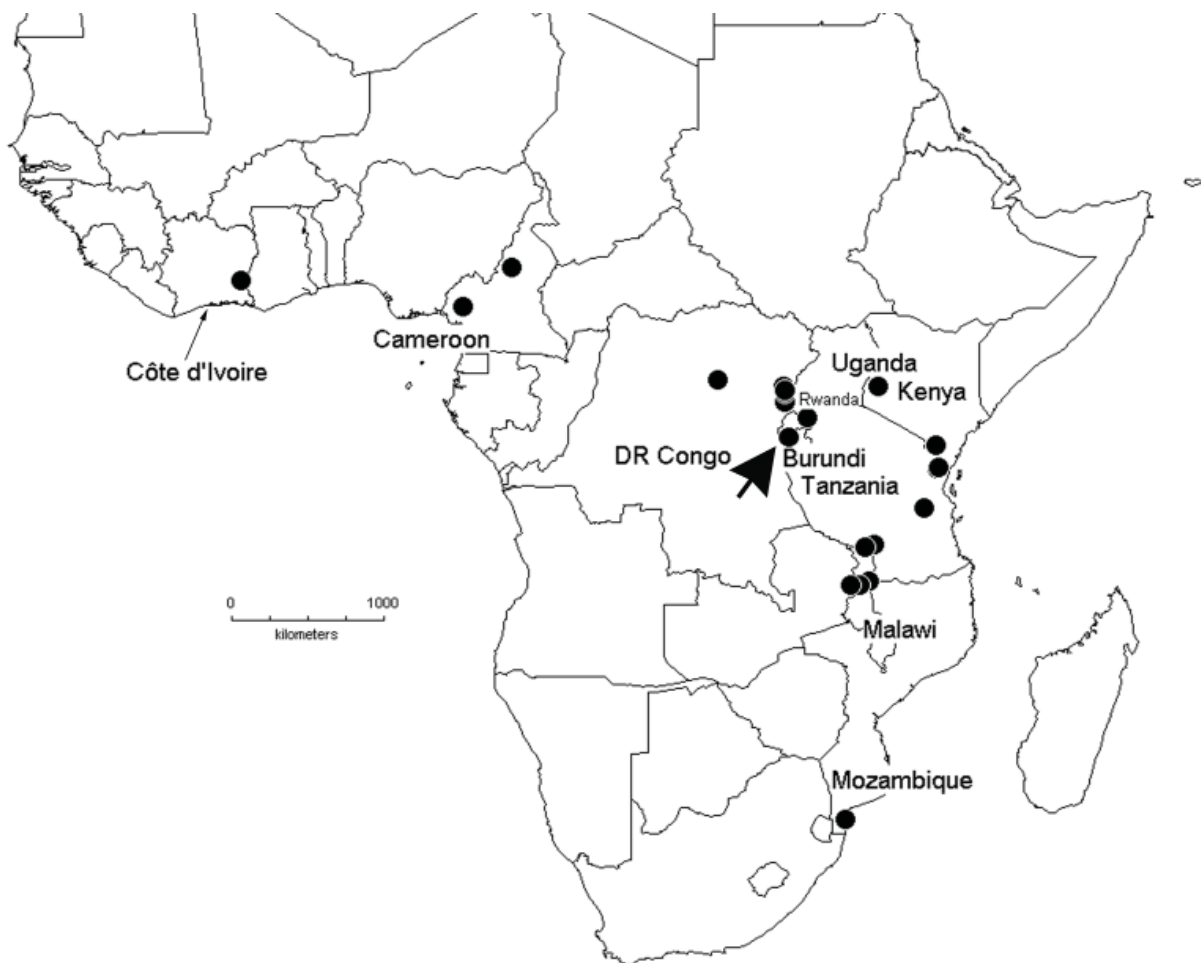 Cameroon
Côte d'Ivoire
Uganda
Kenya
Rwanda
DR Congo
Burundi
Tanzania
0 1000
kilometers
Malawi
Mozambique